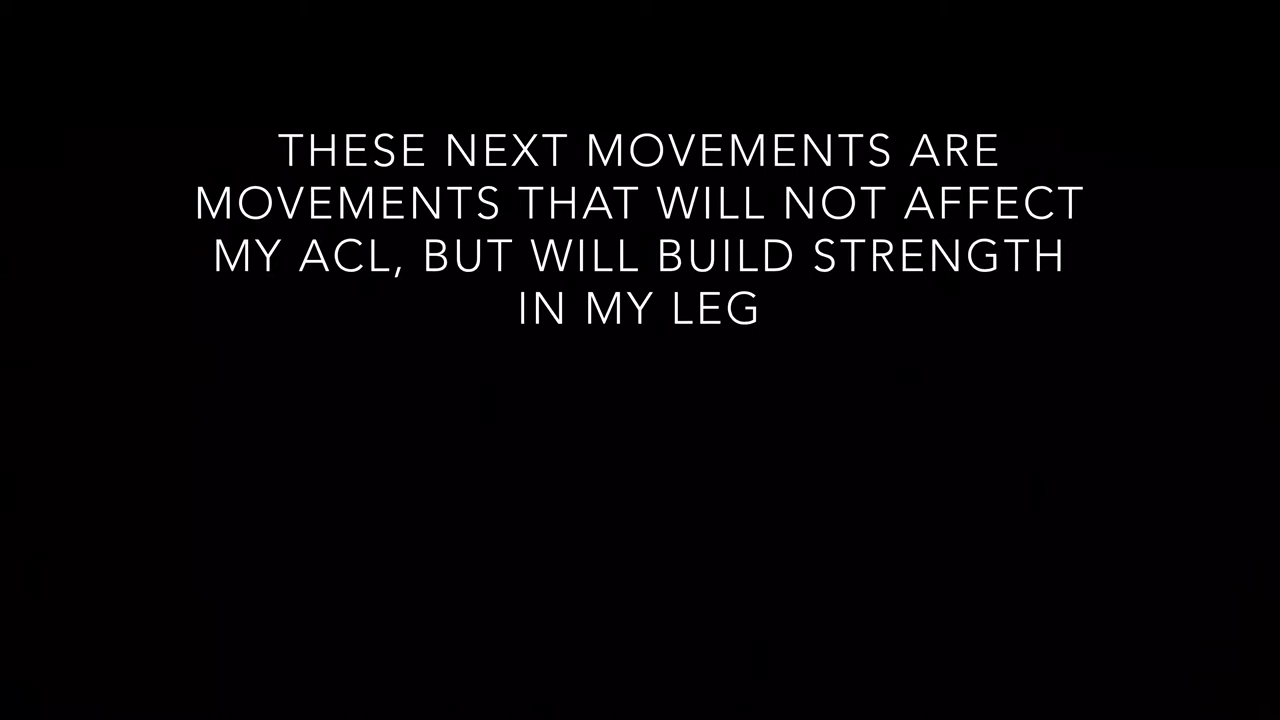 THESE NEXT MOVEMENTS ARE
MOVEMENTS THAT WILL NOT AFFECT
MY ACL, BUT WILL BUILD STRENGTH
IN MY LEG